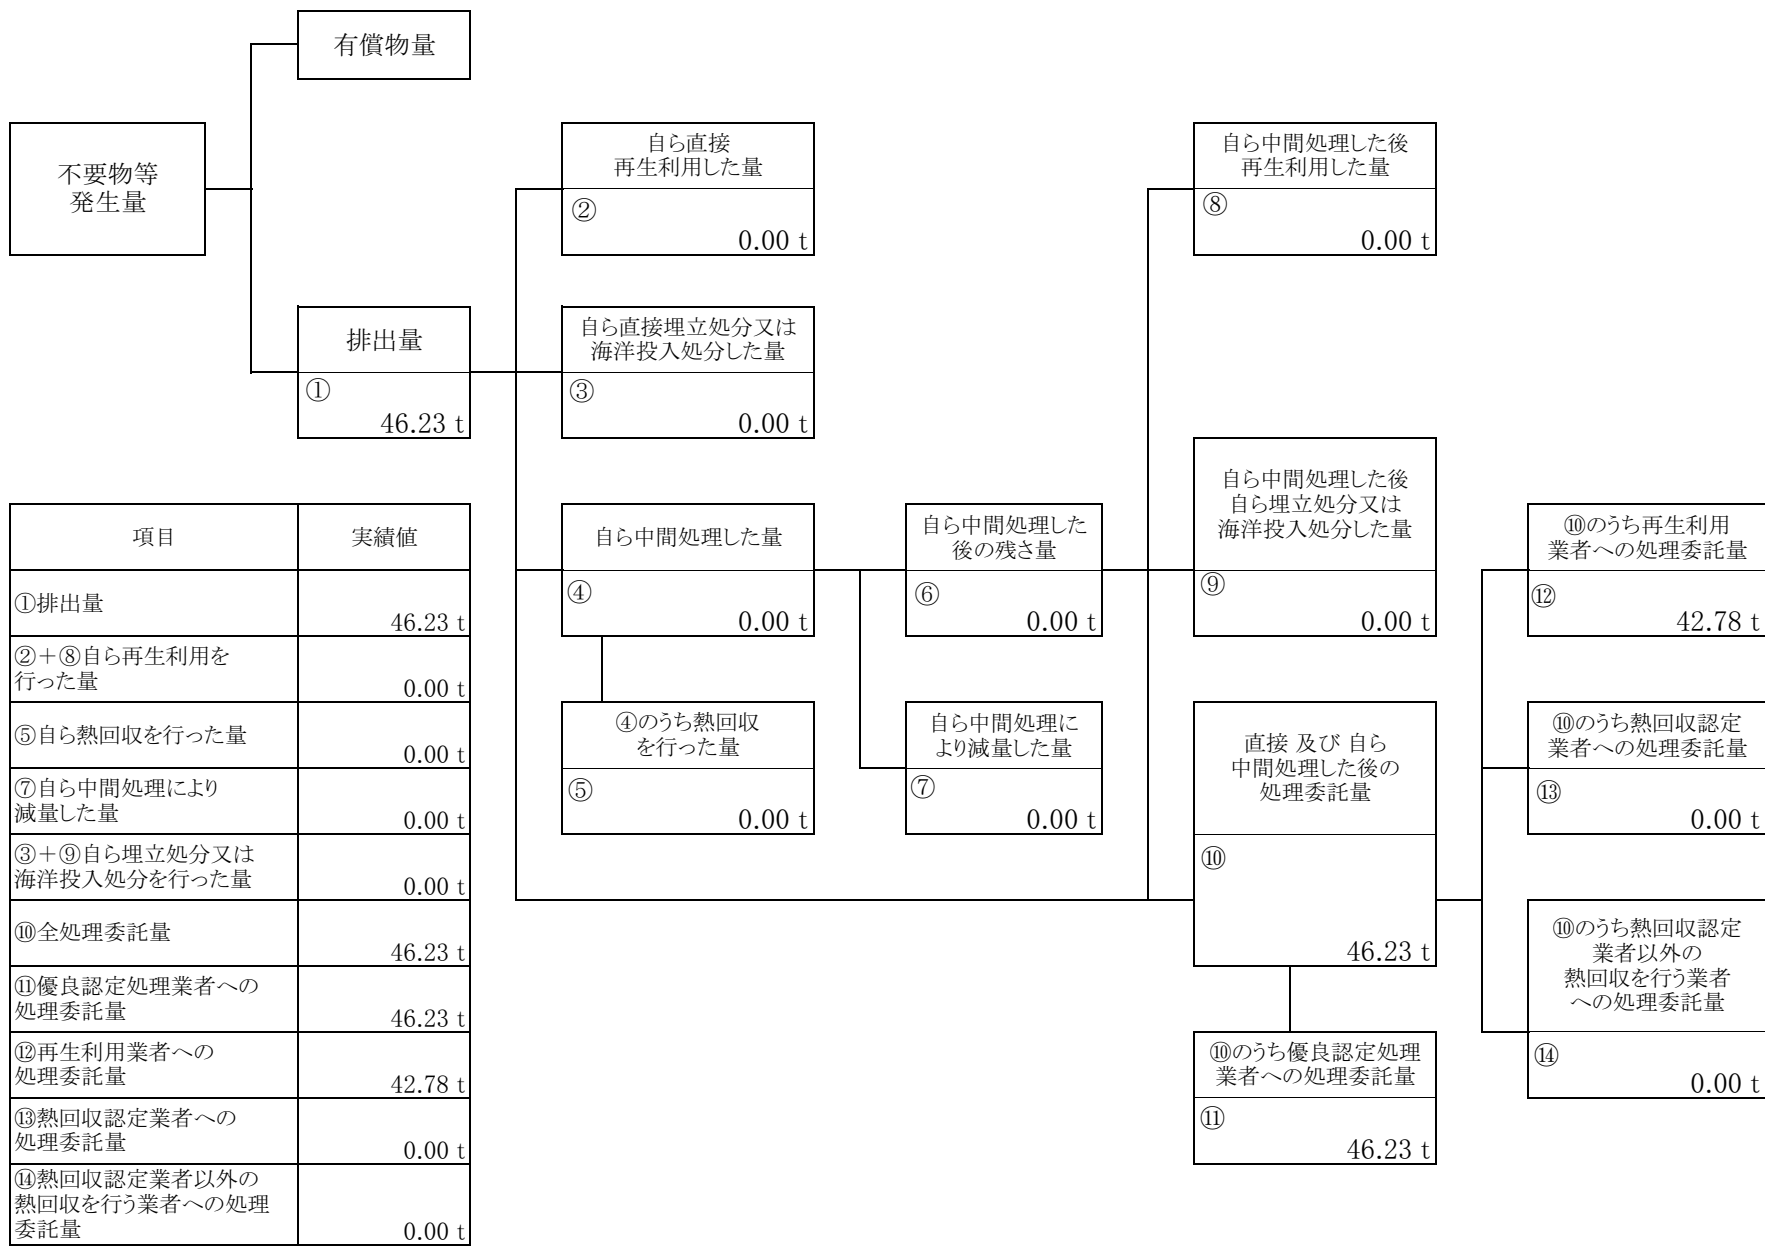 有償物量
不要物等
発生量
排出量
①
46.23 t
自ら直接
再生利用した量
②
0.00 t
自ら直接埋立処分又は
海洋投入処分した量
③
0.00 t
自ら中間処理した量
④
0.00 t
④のうち熱回収
を行った量
⑤
0.00 t
自ら中間処理した
後の残さ量
⑥
0.00 t
自ら中間処理に
より減量した量
⑦
0.00 t
自ら中間処理した後
再生利用した量
⑧
0.00 t
自ら中間処理した後
自ら埋立処分又は
海洋投入処分した量
⑨
0.00 t
直接 及び 自ら
中間処理した後の
処理委託量
⑩
46.23 t
⑩のうち優良認定処理
業者への処理委託量
⑪
46.23 t
⑩のうち再生利用
業者への処理委託量
⑫
42.78 t
⑩のうち熱回収認定
業者への処理委託量
⑬
0.00 t
⑩のうち熱回収認定
業者以外の
熱回収を行う業者
への処理委託量
⑭
0.00 t
項目 実績値
①排出量
46.23 t
②＋⑧自ら再生利用を
行った量
0.00 t
⑤自ら熱回収を行った量
0.00 t
⑦自ら中間処理により
減量した量
0.00 t
③＋⑨自ら埋立処分又は
海洋投入処分を行った量
0.00 t
⑩全処理委託量
46.23 t
⑪優良認定処理業者への
処理委託量
46.23 t
⑫再生利用業者への
処理委託量
42.78 t
⑬熱回収認定業者への
処理委託量
0.00 t
⑭熱回収認定業者以外の
熱回収を行う業者への処理
委託量
0.00 t